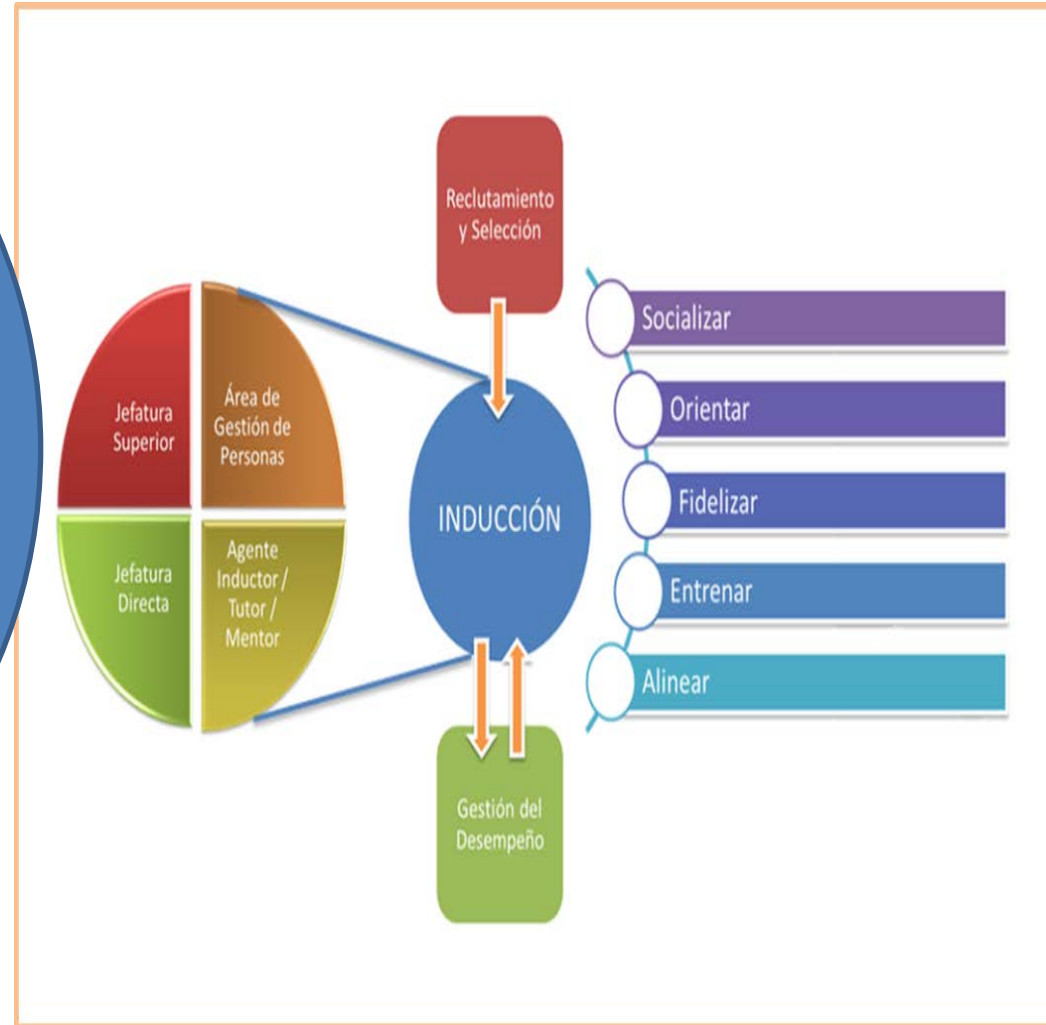 Reclutamiento
y Selección
Jefatura
Superior
Área de
Gestión de
Personas
Jefatura
Directa
Agente
Inductor /
Tutor /
Mentor
INDUCCIÓN
Gestión del
Desempeño
Socializar
Orientar
Fidelizar
Entrenar
Alinear